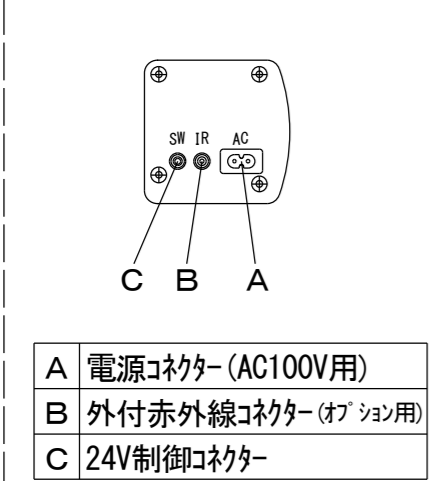 SW IR AC
C B A
A 電源ｺﾈｸﾀｰ(AC100V用)
B 外付赤外線ｺﾈｸﾀｰ(ｵﾌﾟｼｮﾝ用)
C 24V制御ｺﾈｸﾀｰ